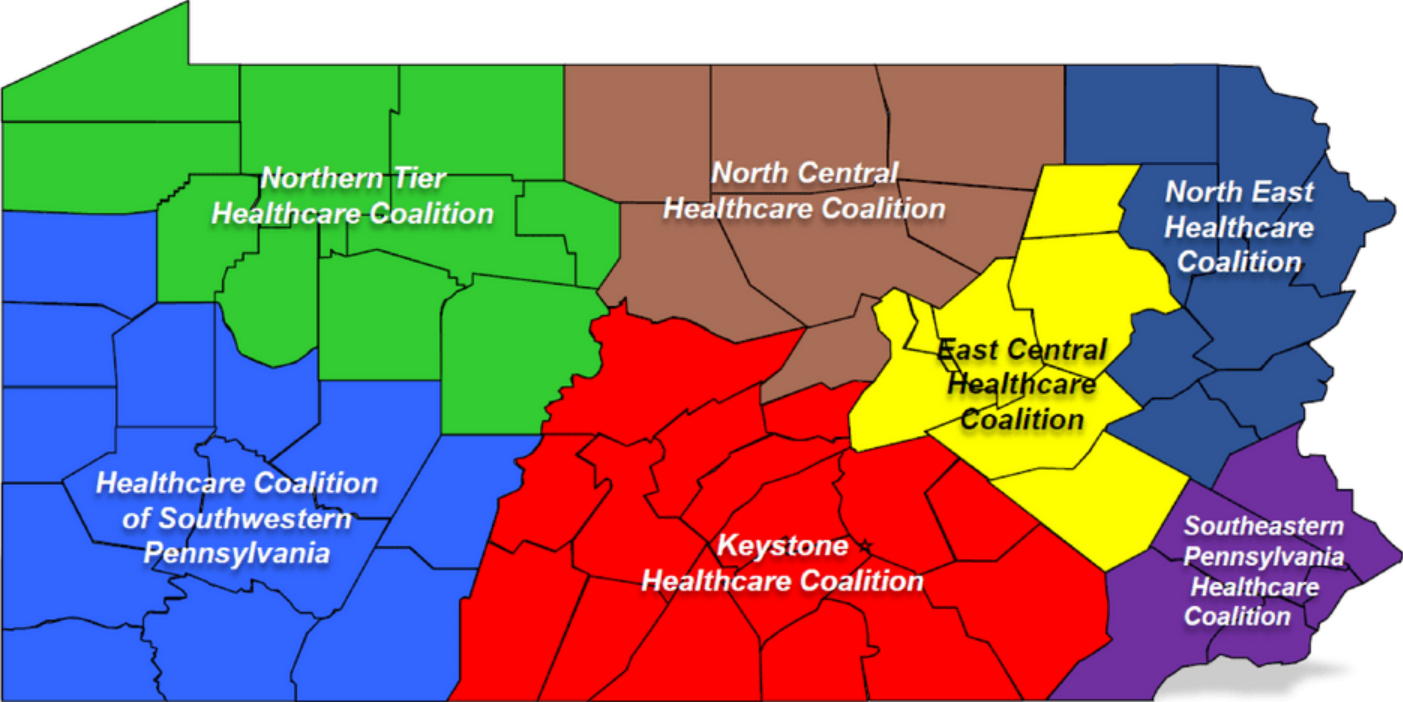 Northern Tier
Healthcare Coalition
North Central
Healthcare Coalition
North East
Healthcare
Coalition
East Central
Healthcare
Coalition
Healthcare Coalition
of Southwestern
Pennsylvania
Keystone
Healthcare Coalition
Southeastern
Pennsylvania
Healthcare
Coalition